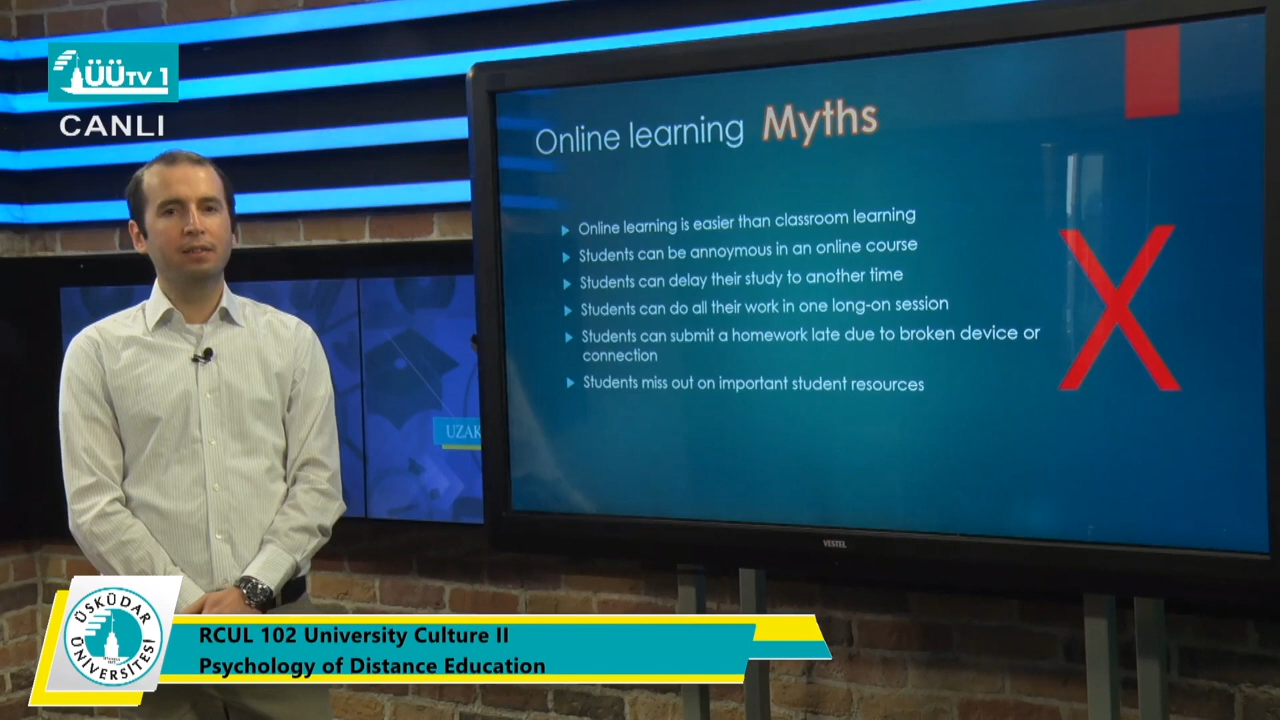 ÜÜTV 1
CANLI
Online learning Myths
Online learning is easier than classroom learning
Students can be annoymous in an online course
Students can delay their study to another time
Students can do all their work in one long-on session
Students can submit a homework late due to broken device or
connection
Students miss out on important student resources
X
UZAK
VESTEL
ÜSKÜDAR
ÜNİVERSİTESİ
RCUL 102 University Culture II
Psychology of Distance Education